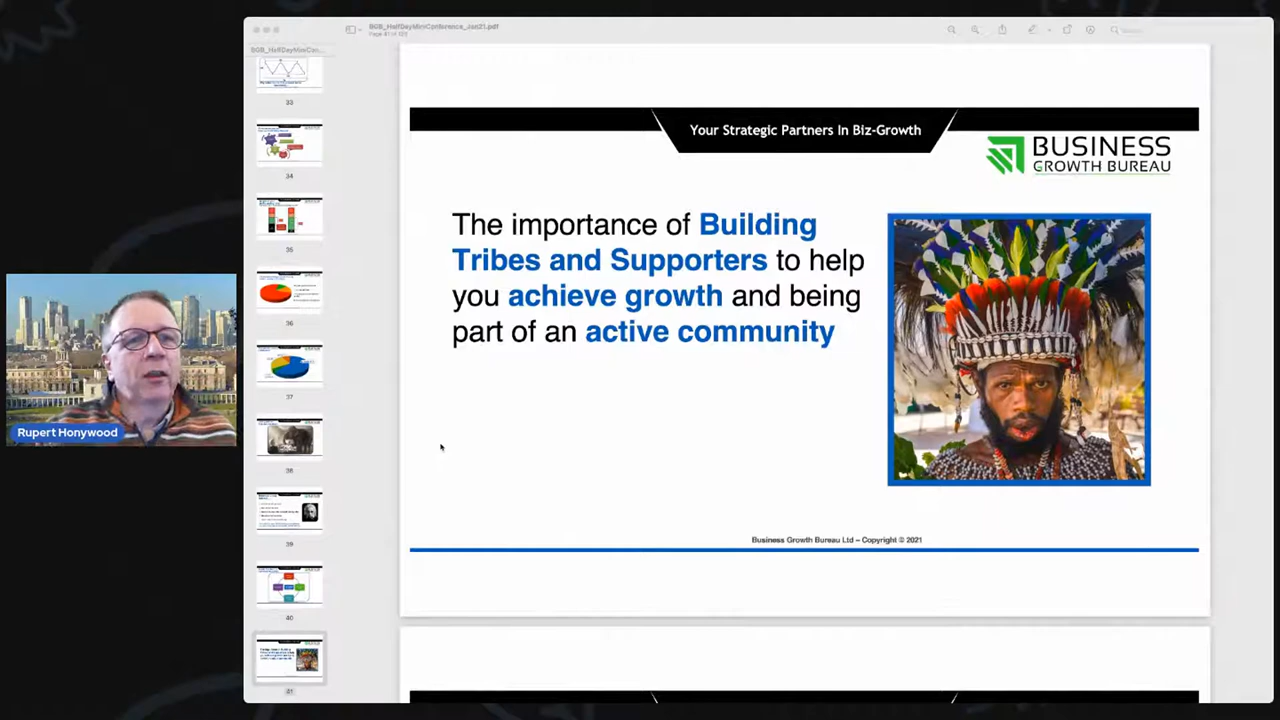 BGB_HalfDayMiniConference_Jan21.pdf
Page 41 of
BGB_HalfDayMiniCon...
Search
33
34
35
36
37
38
39
40
41
Your Strategic Partners In Biz-Growth
BUSINESS
GROWTH BUREAU
The importance of Building
Tribes and Supporters to help
you achieve growth and being
part of an active community
Rupert Honywood
Business Growth Bureau Ltd – Copyright © 2021